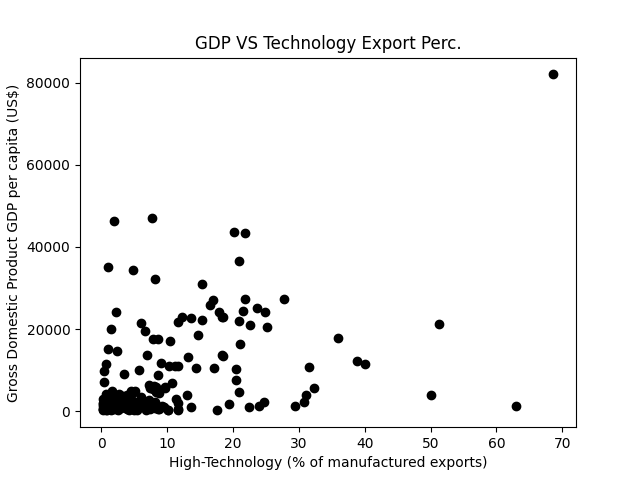 GDP VS Technology Export Perc.
80000
60000
40000
20000
0
Gross Domestic Product GDP per capita (US$)
0 10 20 30 40 50 60 70
High-Technology (% of manufactured exports)